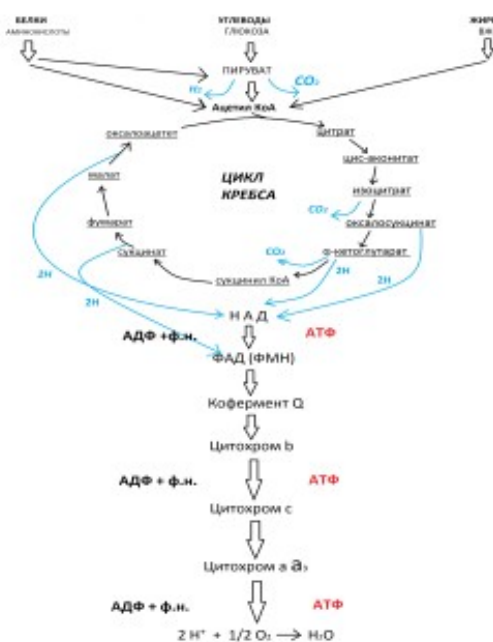 БЕЛКИ
АМИНОКИСЛОТЫ
УГЛЕВОДЫ
ГЛЮКОЗА
ПИРУВАТ
H₂
CO₂
Ацетил КоА
оксалоацетат
цитрат
цис-аконитат
изоцитрат
CO₂
оксалосукцинат
CO₂
α-кетоглутарат
сукцинил КоА
сукцинат
фумарат
малат
ЦИКЛ
КРЕБСА
2H
2H
2H
2H
Н А Д
АДФ +ф.н.
АТФ
ФАД (ФМН)
Кофермент Q
Цитохром b
АДФ + ф.н.
АТФ
Цитохром c
Цитохром a a₃
АДФ + ф.н.
АТФ
2 H⁺ + 1/2 O₂ → H₂O